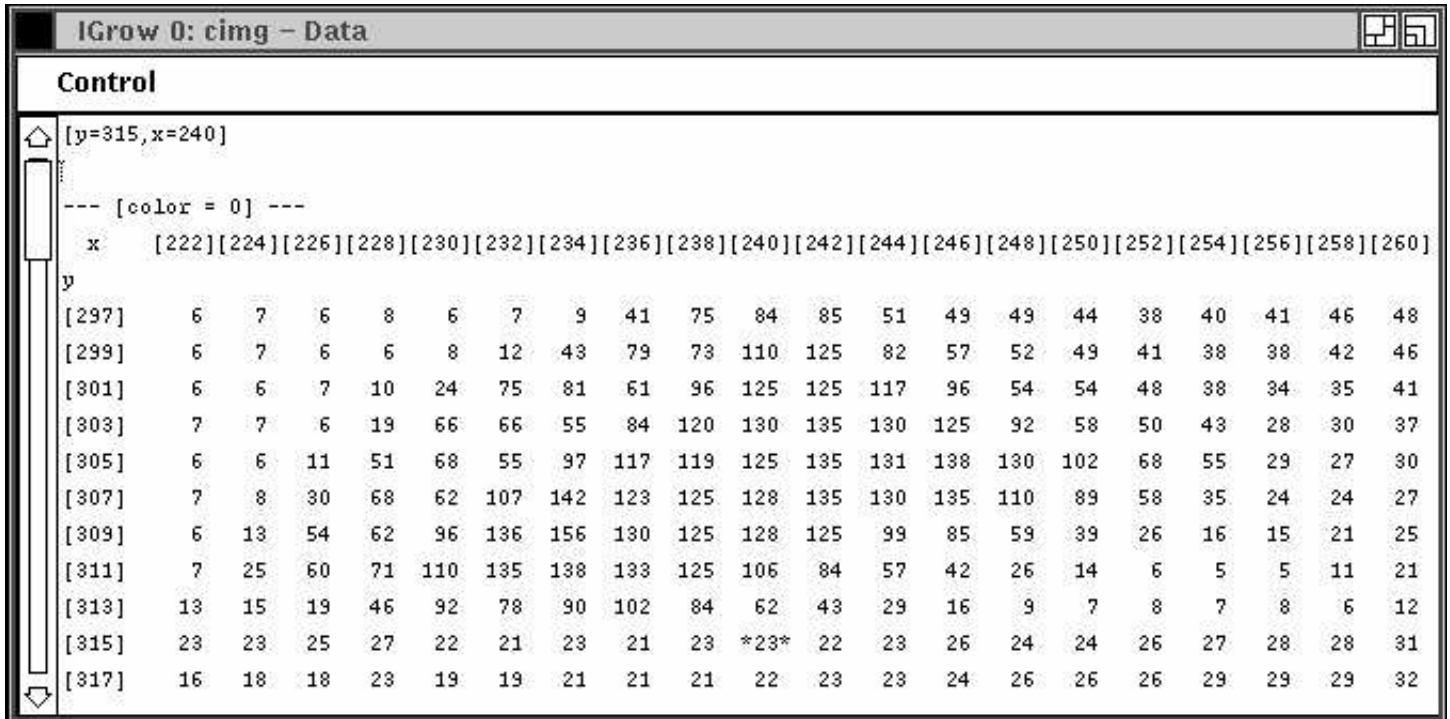 IGrow 0: cimg – Data
Control
[y=315,x=240]
--- [color = 0] ---
x [222][224][226][228][230][232][234][236][238][240][242][244][246][248][250][252][254][256][258][260]
y
[297] 6 7 6 8 6 7 9 41 75 84 85 51 49 49 44 38 40 41 46 48
[299] 6 7 6 6 8 12 43 79 73 110 125 82 57 52 49 41 38 38 42 46
[301] 6 6 7 10 24 75 81 61 96 125 125 117 96 54 54 48 38 34 35 41
[303] 7 7 6 19 66 66 55 84 120 130 135 130 125 92 58 50 43 28 30 37
[305] 6 6 11 51 68 55 97 117 119 125 135 131 138 130 102 68 55 29 27 30
[307] 7 8 30 68 62 107 142 123 125 128 135 130 135 110 89 58 35 24 24 27
[309] 6 13 54 62 96 136 156 130 125 128 125 99 85 59 39 26 16 15 21 25
[311] 7 25 60 71 110 135 138 133 125 106 84 57 42 26 14 6 5 5 11 21
[313] 13 15 19 46 92 78 90 102 84 62 43 29 16 9 7 8 7 8 6 12
[315] 23 23 25 27 22 21 23 21 23 *23* 22 23 26 24 24 26 27 28 28 31
[317] 16 18 18 23 19 19 21 21 21 22 23 23 24 26 26 26 29 29 29 32